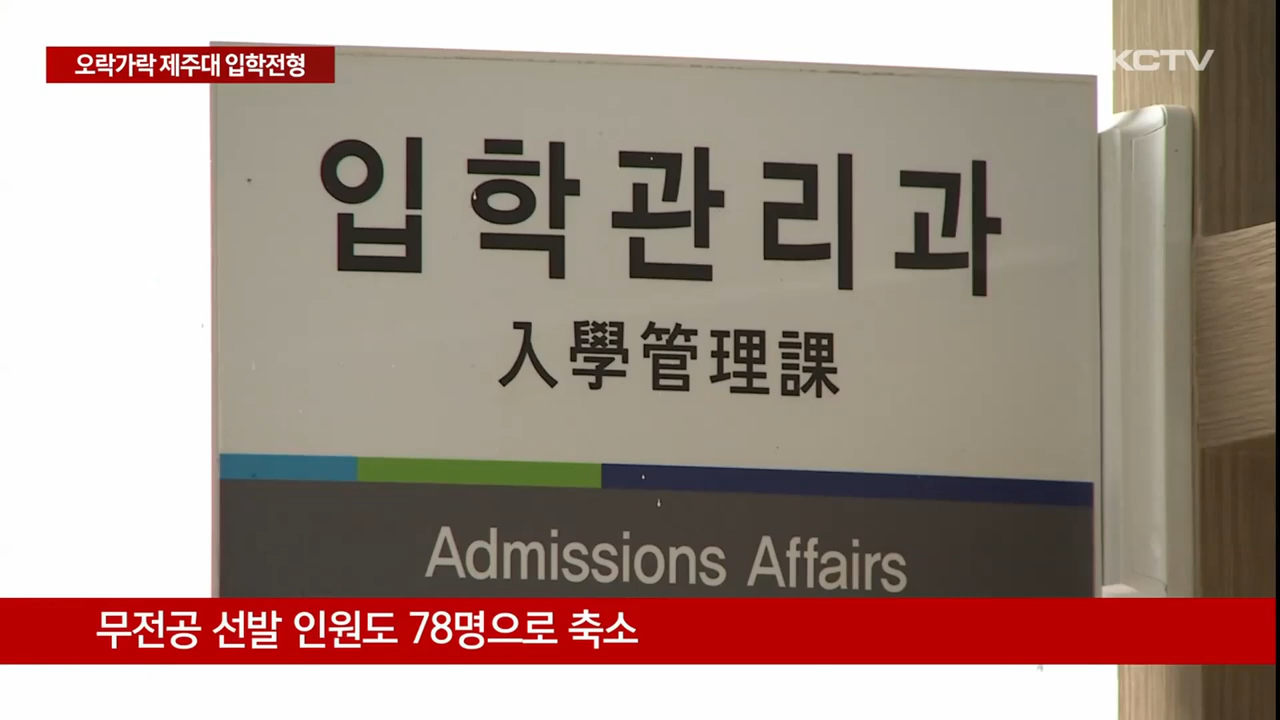 오락가락 제주대 입학전형
KCTV
입학관리과
入學管理課
Admissions Affairs
무전공 선발 인원도 78명으로 축소